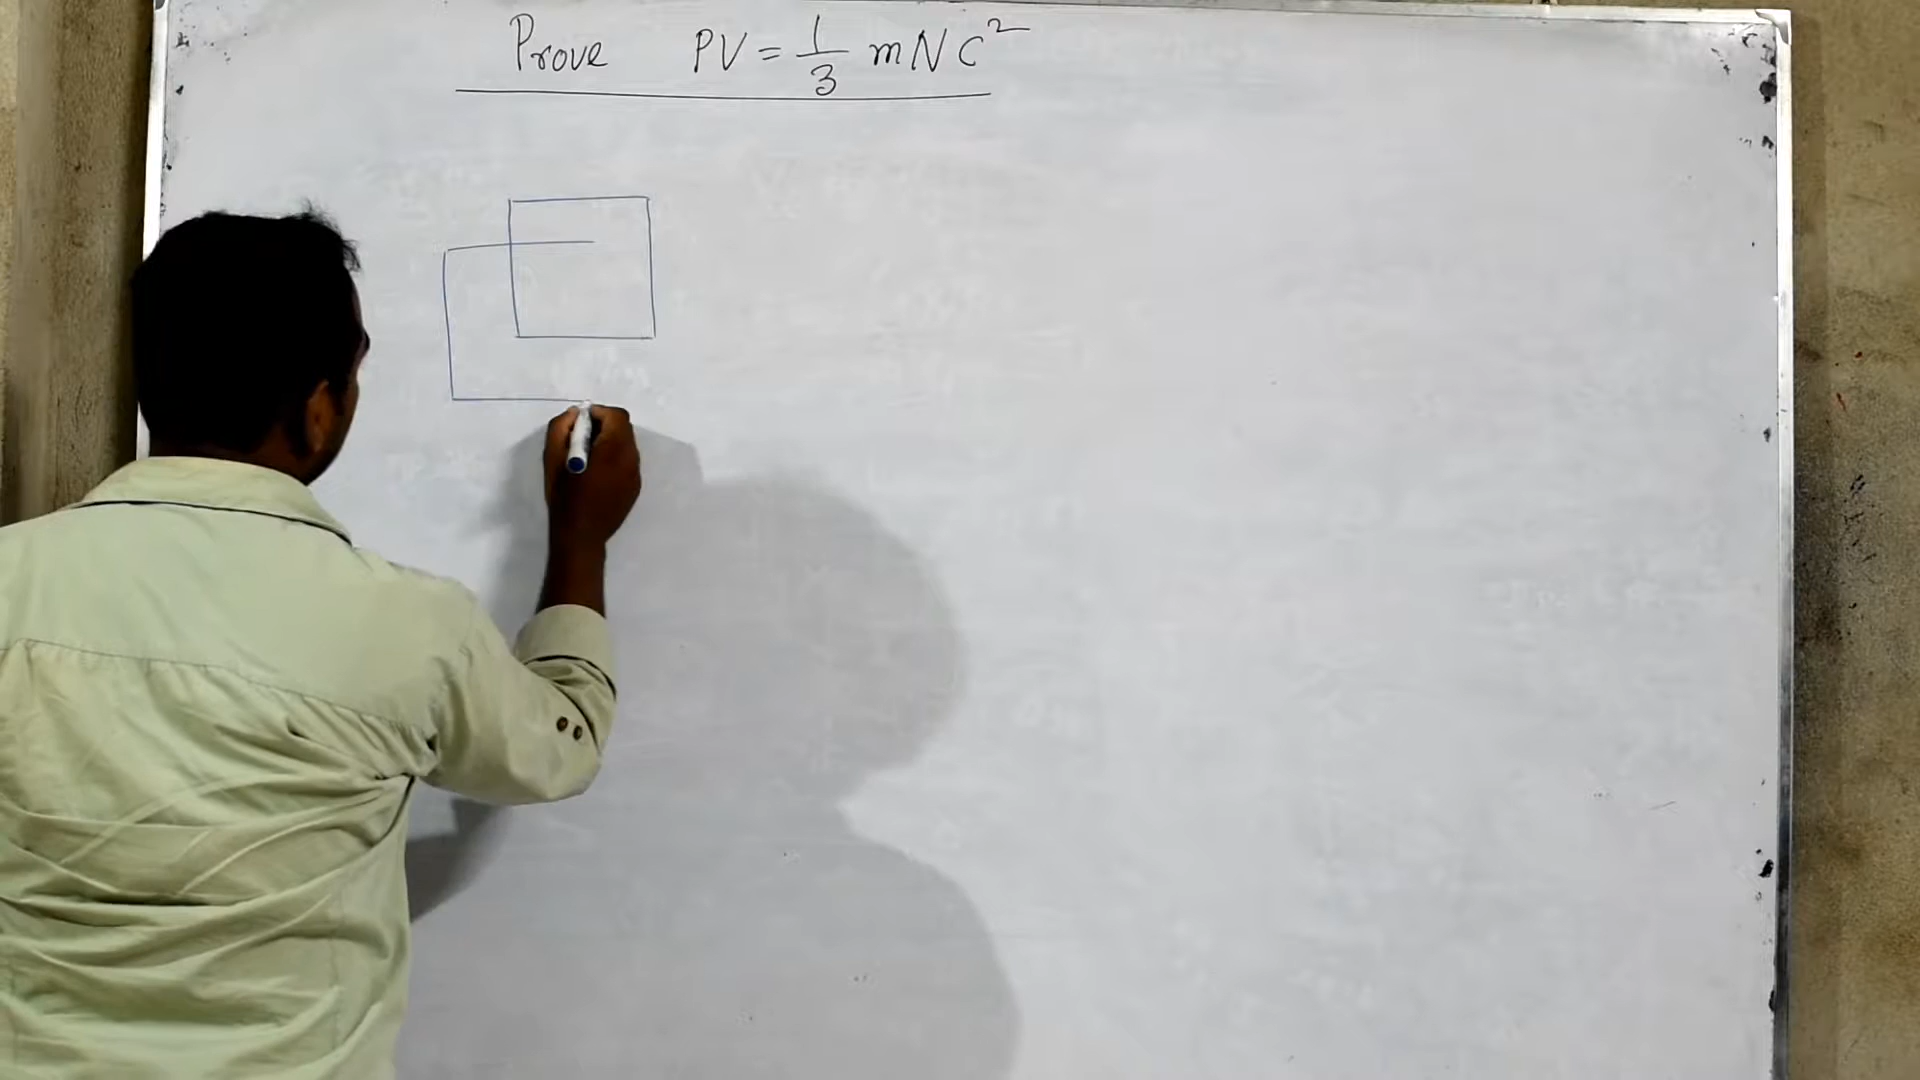 Prove PV = 1/3 mNC²